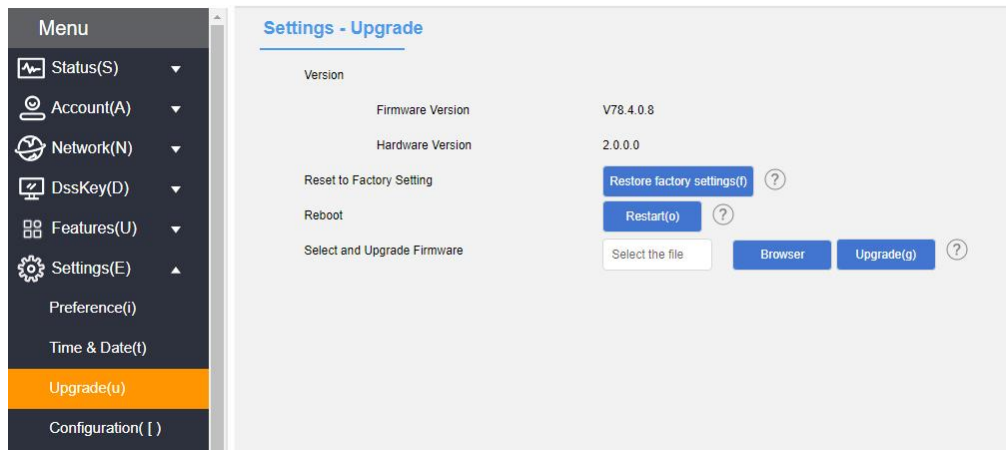 Menu
Status(S)
Account(A)
Network(N)
DssKey(D)
Features(U)
Settings(E)
Preference(i)
Time & Date(t)
Upgrade(u)
Configuration( [ )
Settings - Upgrade
Version
Firmware Version V78.4.0.8
Hardware Version 2.0.0.0
Reset to Factory Setting Restore factory settings(f) ?
Reboot Restart(o) ?
Select and Upgrade Firmware Select the file Browser Upgrade(g) ?